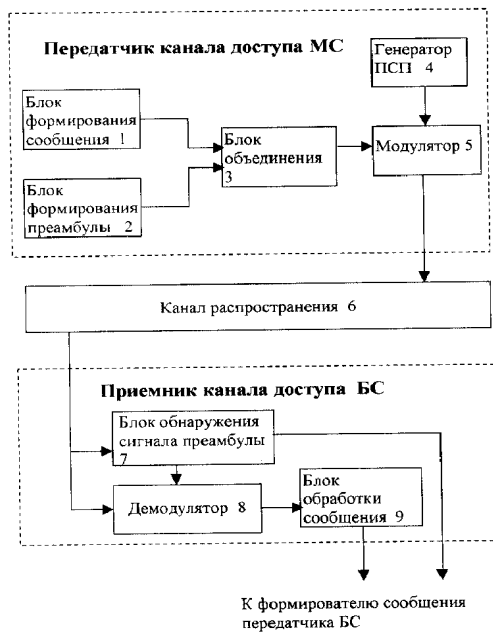 Передатчик канала доступа МС
Генератор
ПСП 4
Блок
формирования
сообщения 1
Блок
объединения
3
Модулятор 5
Блок
формирования
преамбулы 2
Канал распространения 6
Приемник канала доступа БС
Блок обнаружения
сигнала преамбулы
7
Демодулятор 8
Блок
обработки
сообщения 9
К формирователю сообщения
передатчика БС